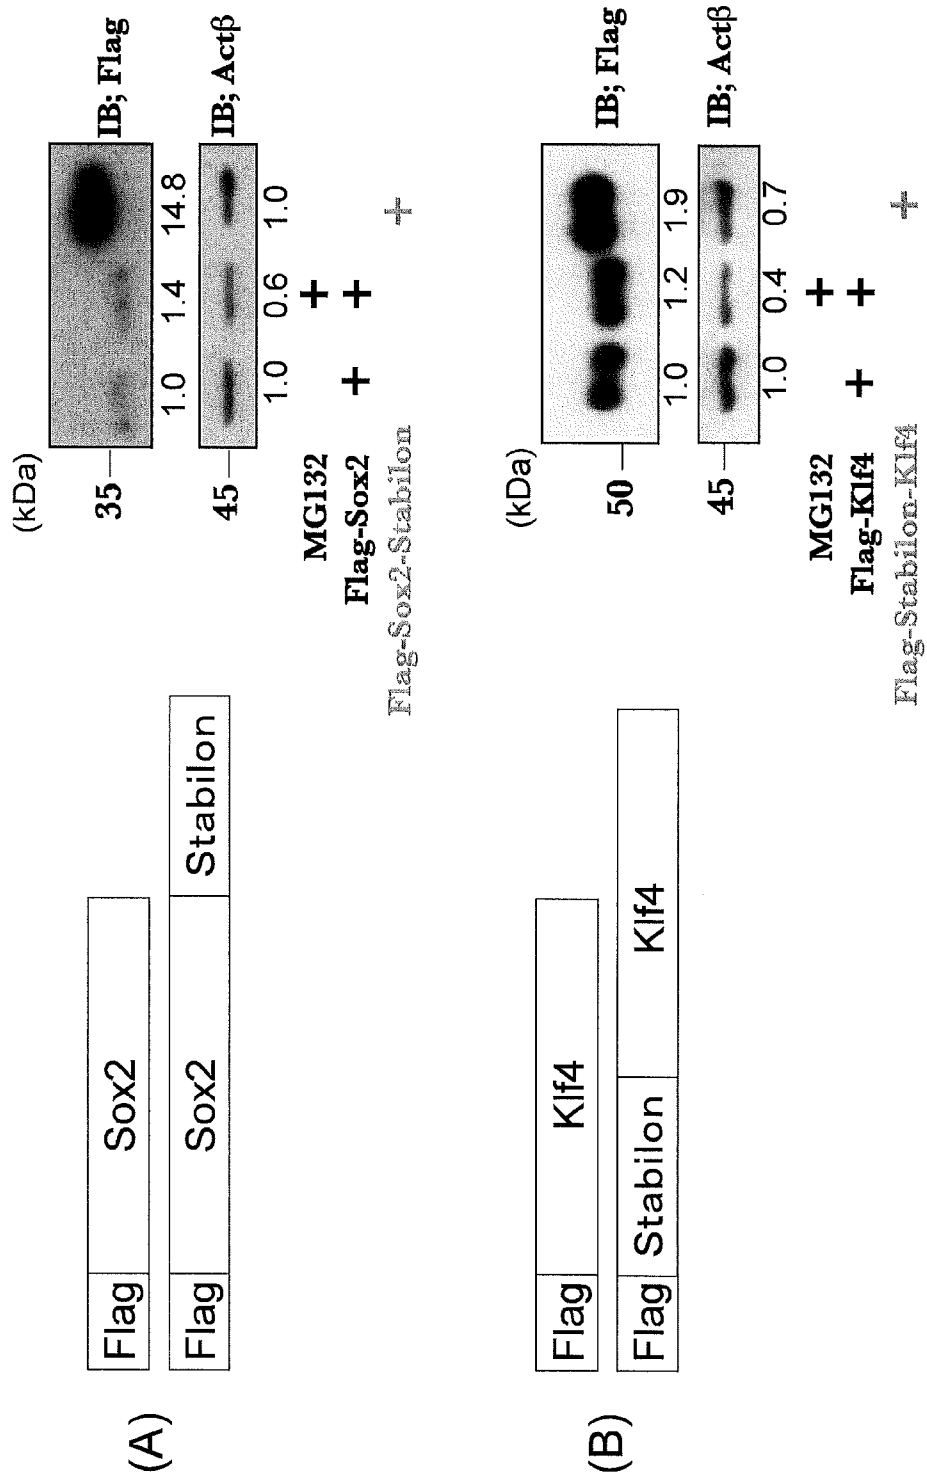 (A)
Flag Sox2
Flag Sox2 Stabilon
(kDa)
35
IB; Flag
1.0 1.4 14.8
45
IB; Actβ
1.0 0.6 1.0
MG132 +
Flag-Sox2 + +
Flag-Sox2-Stabilon +
(B)
Flag Klf4
Flag Stabilon Klf4
(kDa)
50
IB; Flag
1.0 1.2 1.9
45
IB; Actβ
1.0 0.4 0.7
MG132 +
Flag-Klf4 + +
Flag-Stabilon-Klf4 +